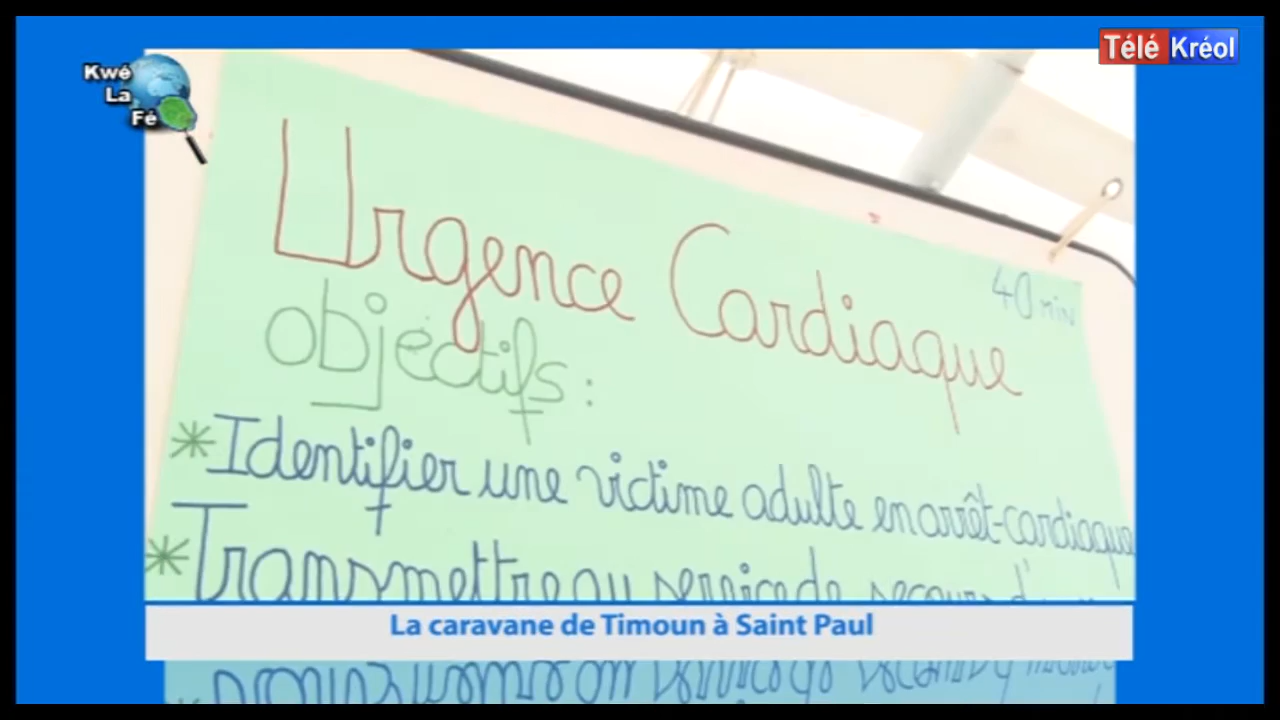 Télé Kréol
Kwé
La
Fé
Urgence Cardiaque
40 min
objectifs :
* Identifier une victime adulte en arrêt-cardiaque
* Transmettre au service de secours
La caravane de Timoun à Saint Paul